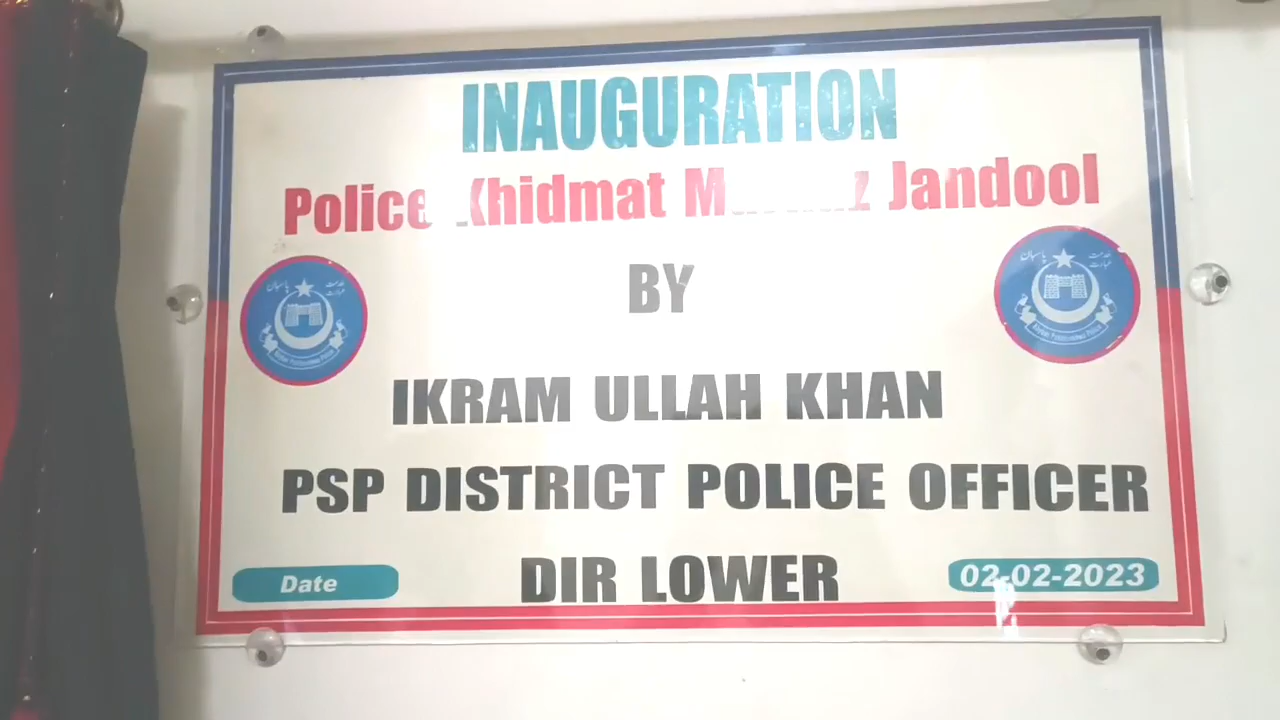 INAUGURATION
Police Khidmat Jandool
BY
IKRAM ULLAH KHAN
PSP DISTRICT POLICE OFFICER
DIR LOWER
Date
02-02-2023